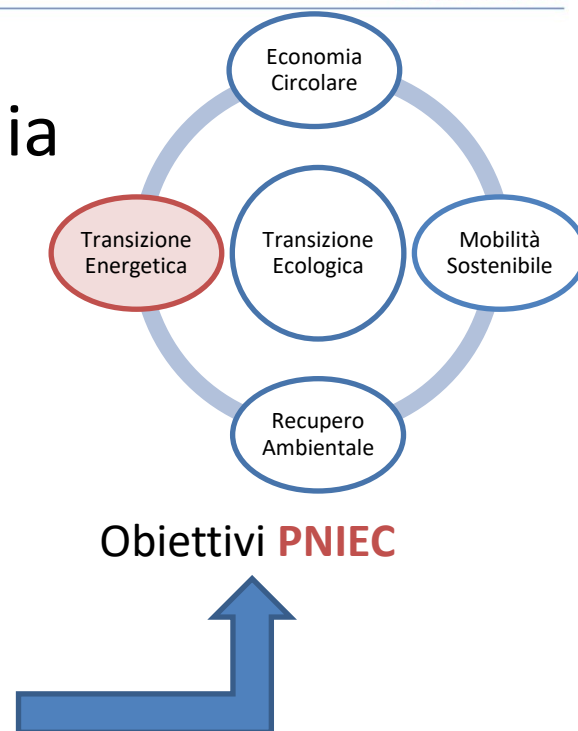 Economia
Circolare
ia
Transizione
Energetica
Transizione
Ecologica
Mobilità
Sostenibile
Recupero
Ambientale
Obiettivi PNIEC